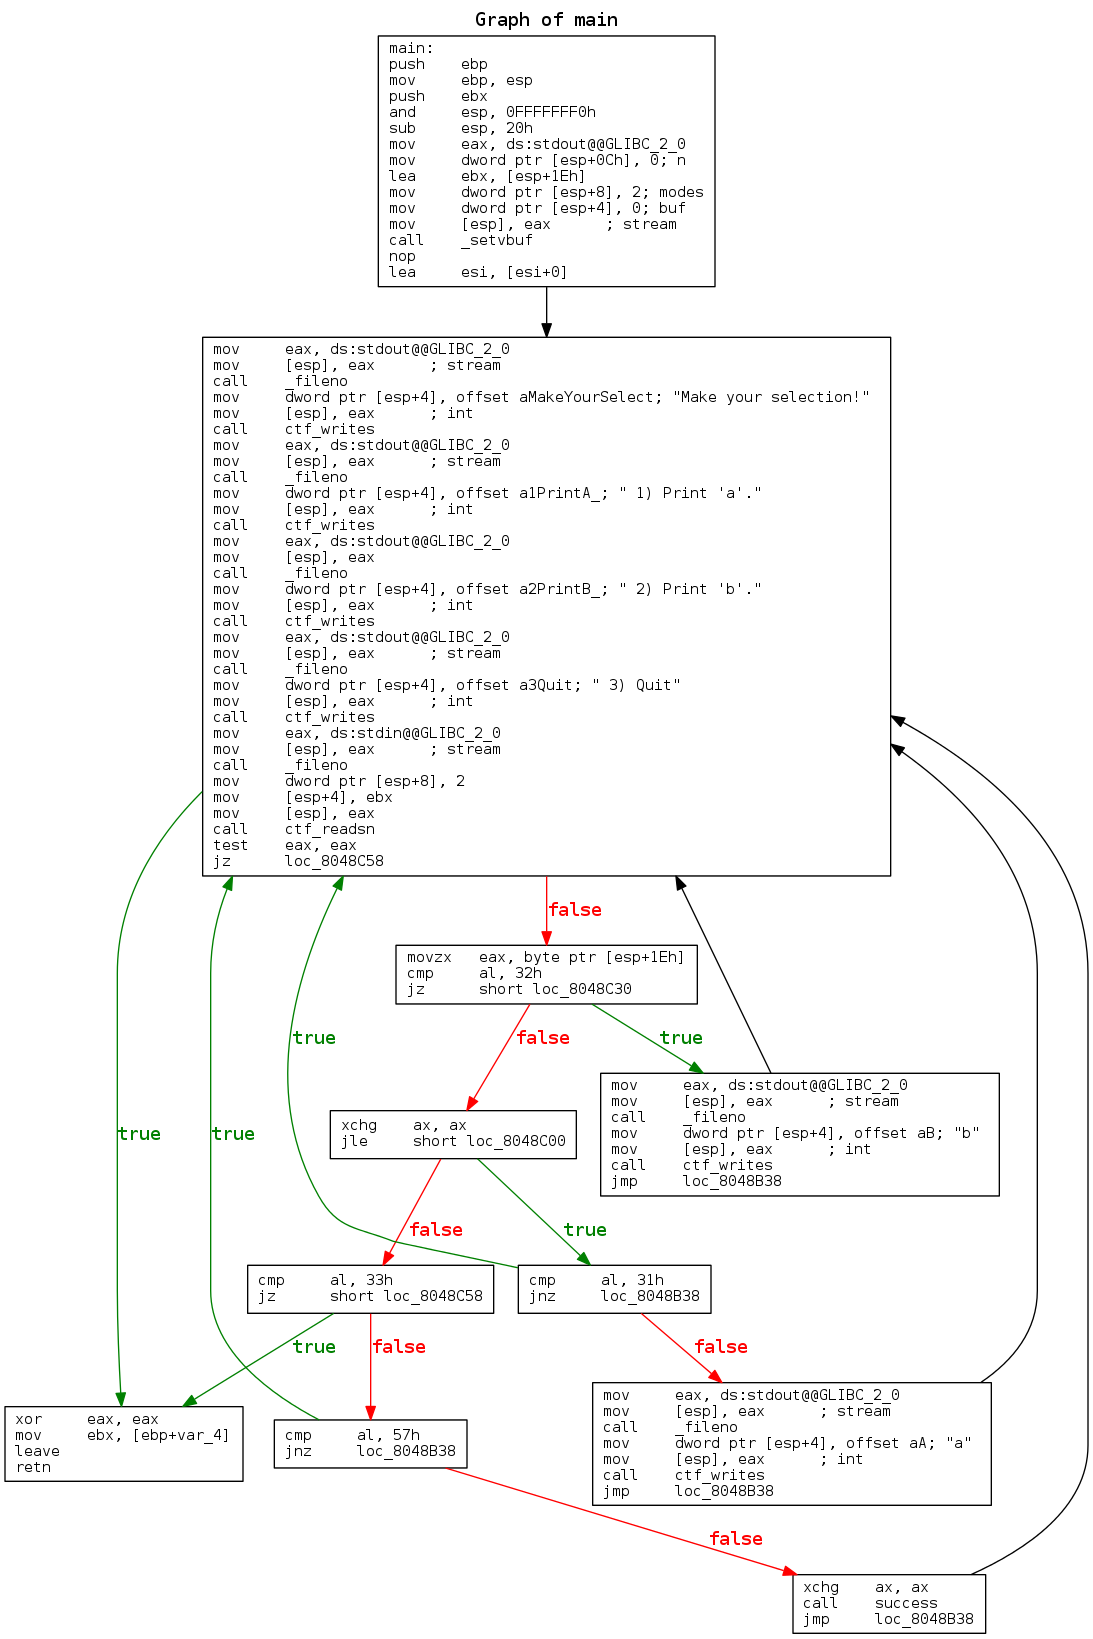 Graph of main
main:
push ebp
mov ebp, esp
push ebx
and esp, 0FFFFFFF0h
sub esp, 20h
mov eax, ds:stdout@@GLIBC_2_0
mov dword ptr [esp+0Ch], 0; n
lea ebx, [esp+1Eh]
mov dword ptr [esp+8], 2; modes
mov dword ptr [esp+4], 0; buf
mov [esp], eax ; stream
call _setvbuf
nop
lea esi, [esi+0]
mov eax, ds:stdout@@GLIBC_2_0
mov [esp], eax ; stream
call _fileno
mov dword ptr [esp+4], offset aMakeYourSelect; "Make your selection!"
mov [esp], eax ; int
call ctf_writes
mov eax, ds:stdout@@GLIBC_2_0
mov [esp], eax ; stream
call _fileno
mov dword ptr [esp+4], offset a1PrintA_; " 1) Print 'a'."
mov [esp], eax ; int
call ctf_writes
mov eax, ds:stdout@@GLIBC_2_0
mov [esp], eax
call _fileno
mov dword ptr [esp+4], offset a2PrintB_; " 2) Print 'b'."
mov [esp], eax ; int
call ctf_writes
mov eax, ds:stdout@@GLIBC_2_0
mov [esp], eax ; stream
call _fileno
mov dword ptr [esp+4], offset a3Quit; " 3) Quit"
mov [esp], eax ; int
call ctf_writes
mov eax, ds:stdin@@GLIBC_2_0
mov [esp], eax ; stream
call _fileno
mov dword ptr [esp+8], 2
mov [esp+4], ebx
mov [esp], eax
call ctf_readsn
test eax, eax
jz loc_8048C58
false
movzx eax, byte ptr [esp+1Eh]
cmp al, 32h
jz short loc_8048C30
true
false
true
mov eax, ds:stdout@@GLIBC_2_0
mov [esp], eax ; stream
call _fileno
mov dword ptr [esp+4], offset aB; "b"
mov [esp], eax ; int
call ctf_writes
jmp loc_8048B38
xchg ax, ax
jle short loc_8048C00
true
true
false
true
cmp al, 33h
jz short loc_8048C58
cmp al, 31h
jnz loc_8048B38
true
false
false
mov eax, ds:stdout@@GLIBC_2_0
mov [esp], eax ; stream
call _fileno
mov dword ptr [esp+4], offset aA; "a"
mov [esp], eax ; int
call ctf_writes
jmp loc_8048B38
xor eax, eax
mov ebx, [ebp+var_4]
leave
retn
cmp al, 57h
jnz loc_8048B38
false
xchg ax, ax
call success
jmp loc_8048B38